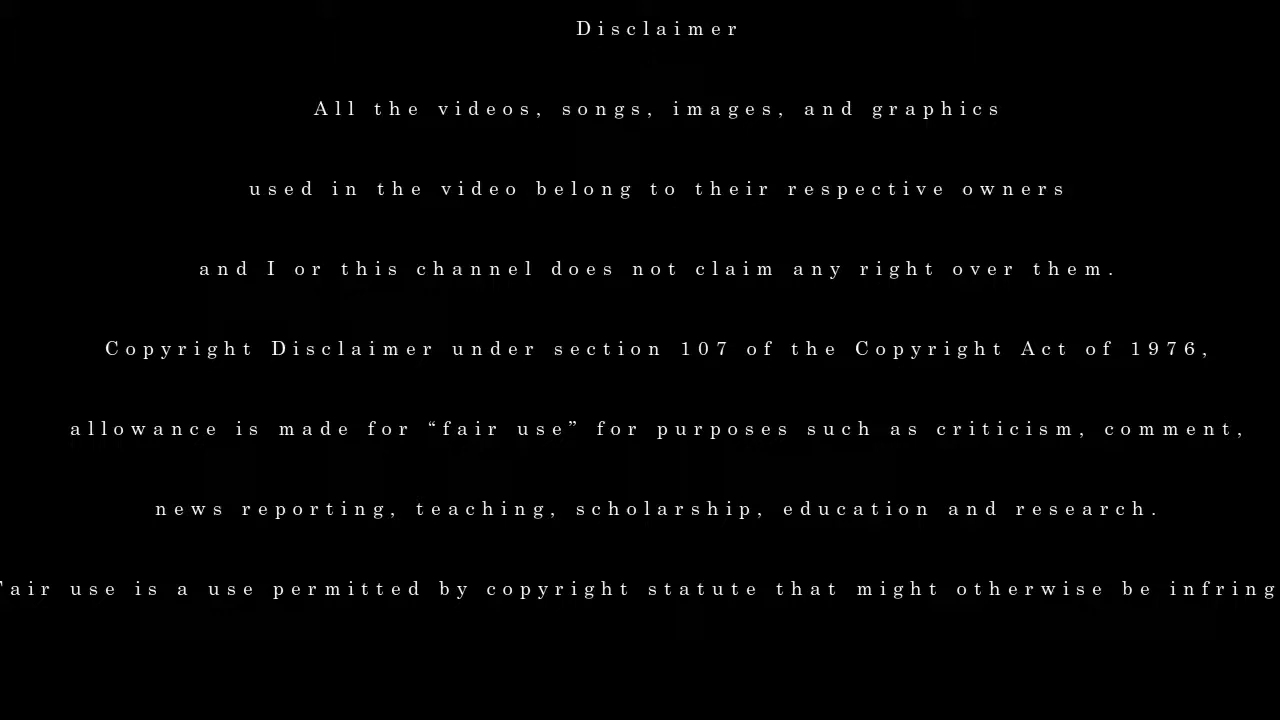 Disclaimer
All the videos, songs, images, and graphics
used in the video belong to their respective owners
and I or this channel does not claim any right over them.
Copyright Disclaimer under section 107 of the Copyright Act of 1976,
allowance is made for “fair use” for purposes such as criticism, comment,
news reporting, teaching, scholarship, education and research.
Fair use is a use permitted by copyright statute that might otherwise be infring